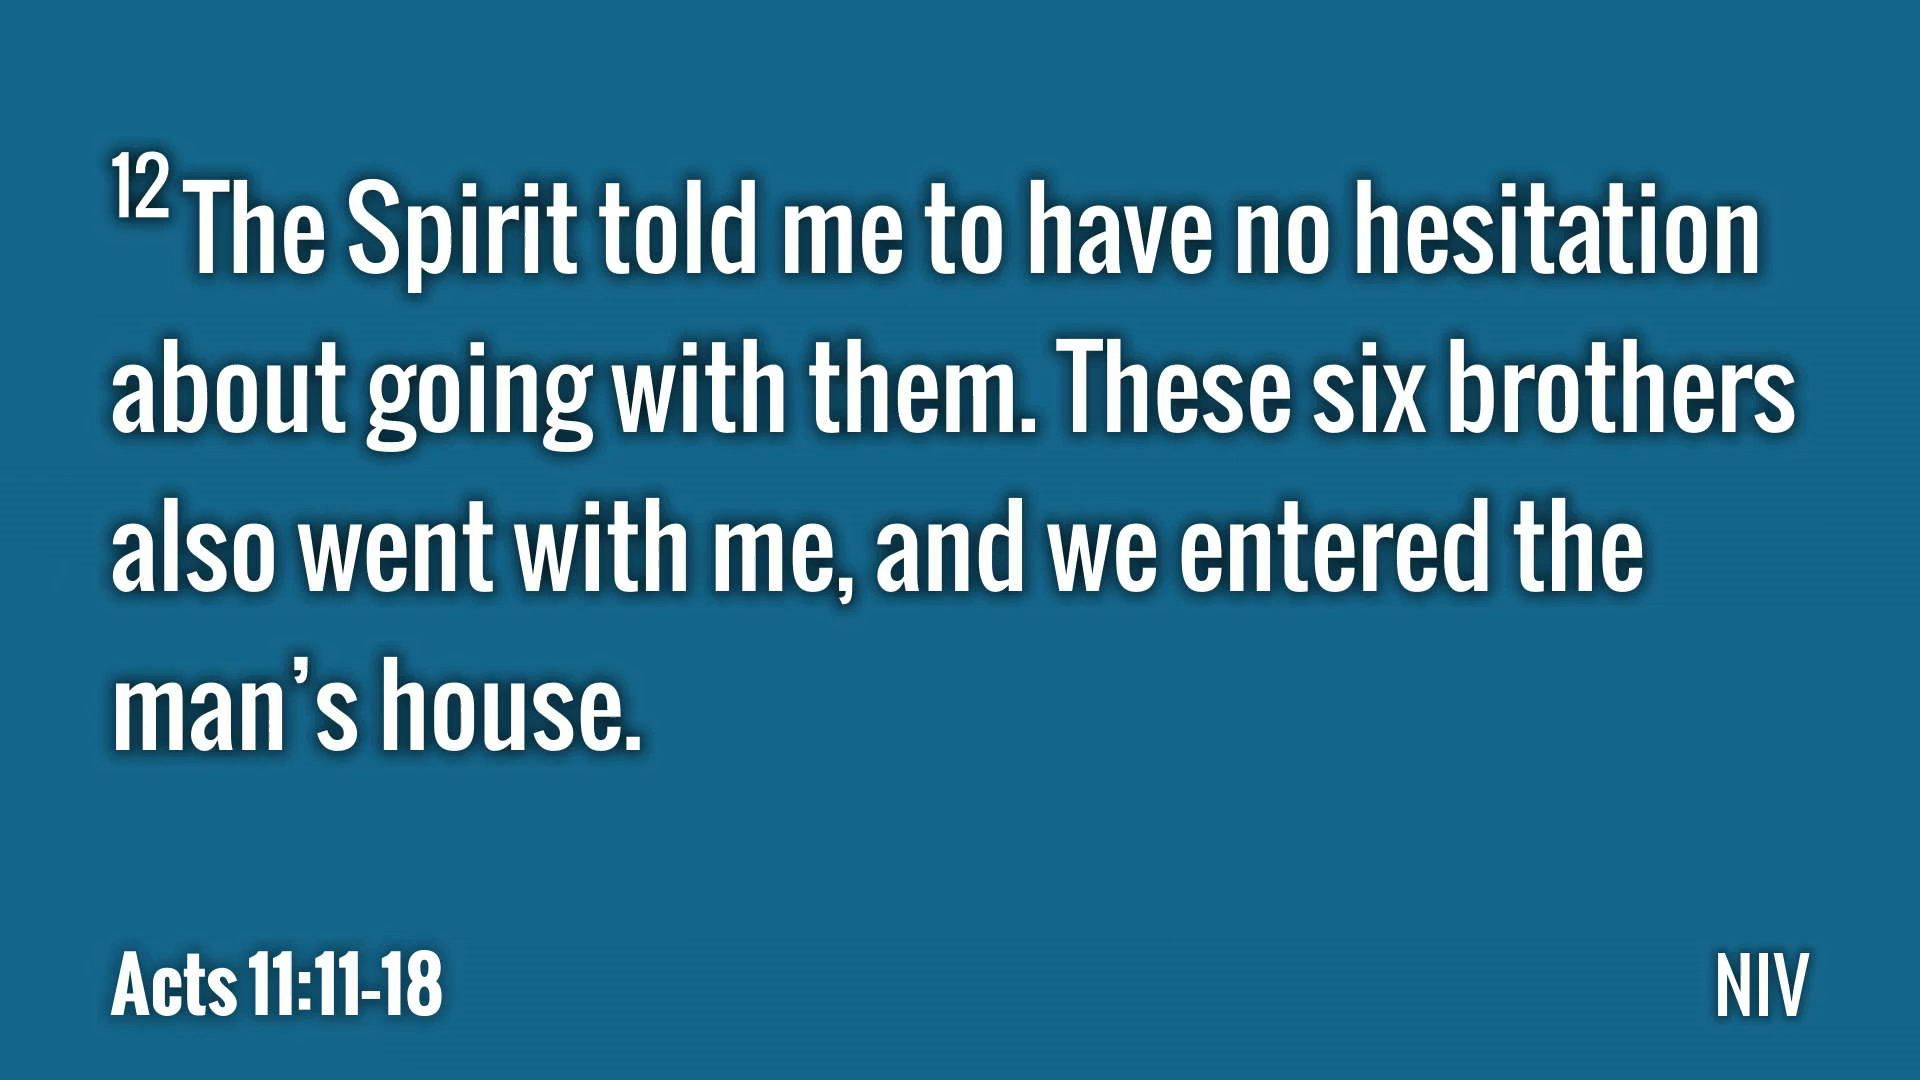 12 The Spirit told me to have no hesitation
about going with them. These six brothers
also went with me, and we entered the
man’s house.
Acts 11:11-18
NIV